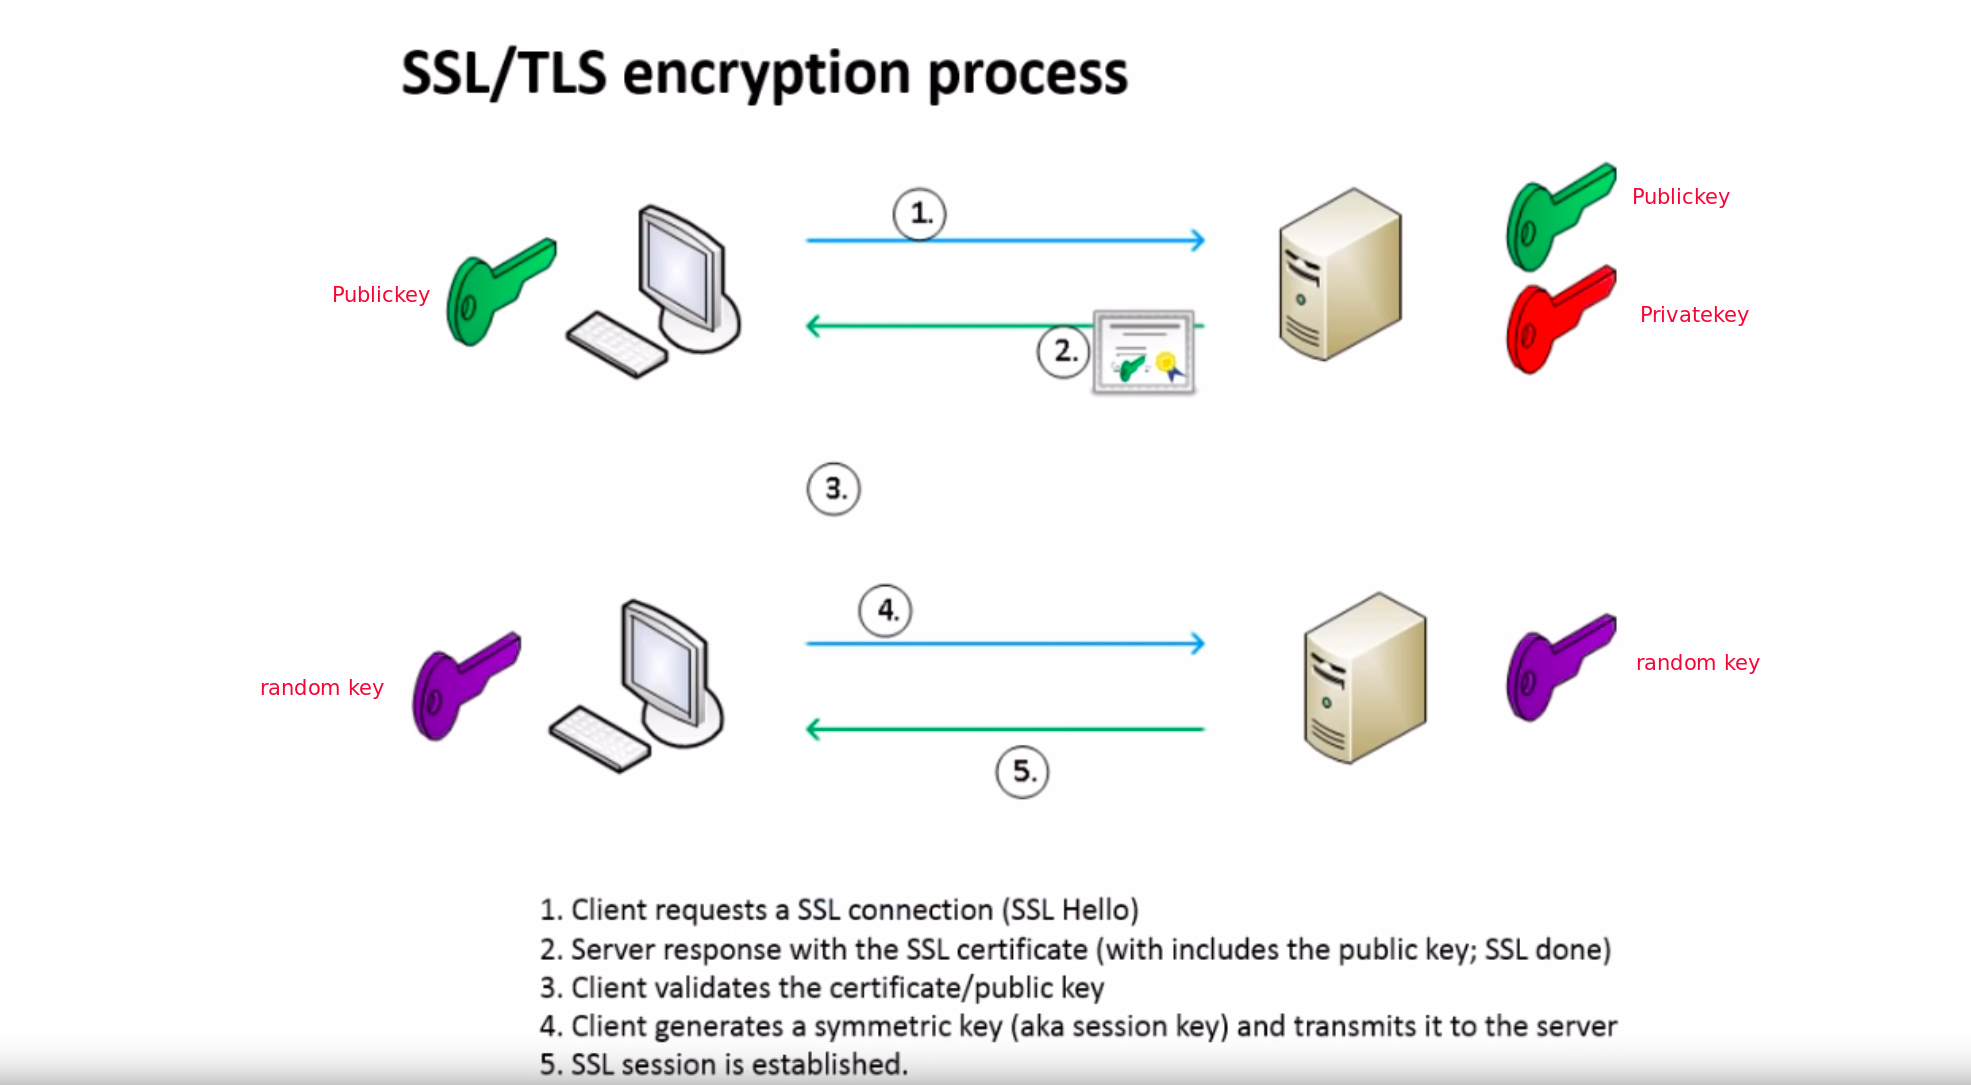 SSL/TLS encryption process
1.
Publickey
Publickey
Privatekey
2.
3.
4.
random key
random key
5.
1. Client requests a SSL connection (SSL Hello)
2. Server response with the SSL certificate (with includes the public key; SSL done)
3. Client validates the certificate/public key
4. Client generates a symmetric key (aka session key) and transmits it to the server
5. SSL session is established.